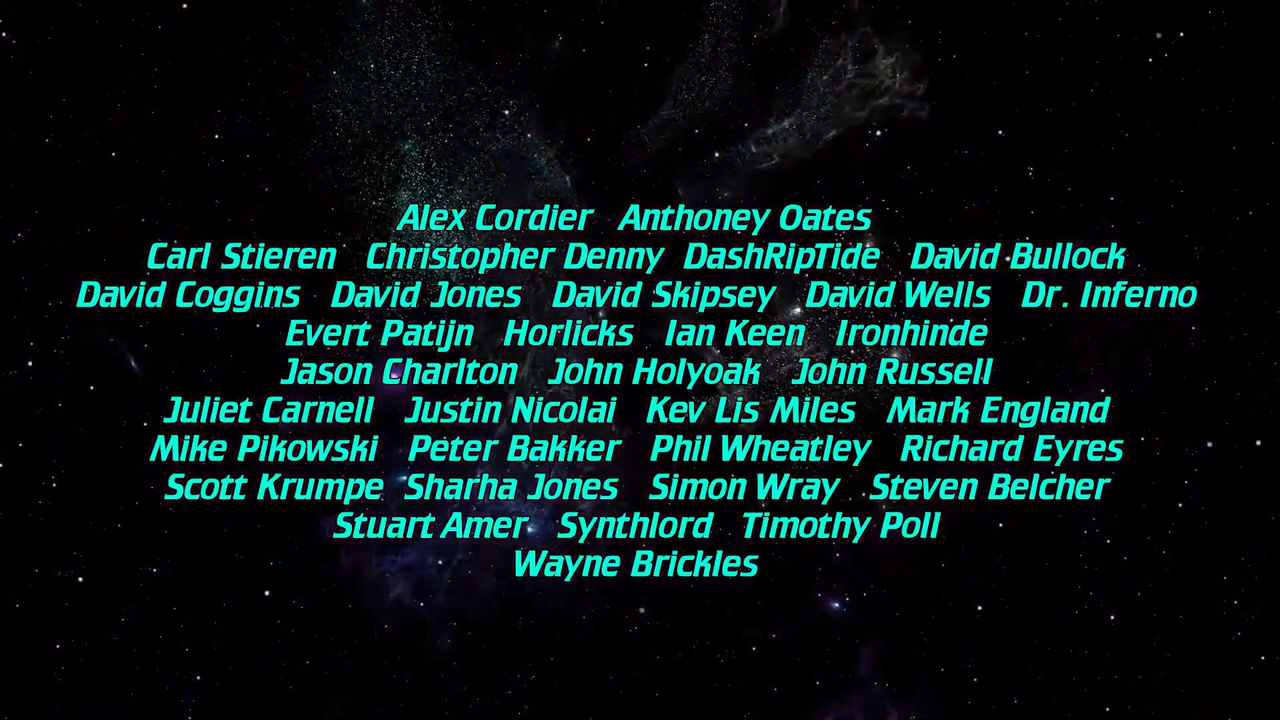 Alex Cordier Anthoney Oates
Carl Stieren Christopher Denny DashRipTide David Bullock
David Coggins David Jones David Skipsey David Wells Dr. Inferno
Evert Patijn Horlicks Ian Keen Ironhinde
Jason Charlton John Holyoak John Russell
Juliet Carnell Justin Nicolai Kev Lis Miles Mark England
Mike Pikowski Peter Bakker Phil Wheatley Richard Eyres
Scott Krumpe Sharha Jones Simon Wray Steven Belcher
Stuart Amer Synthlord Timothy Poll
Wayne Brickles